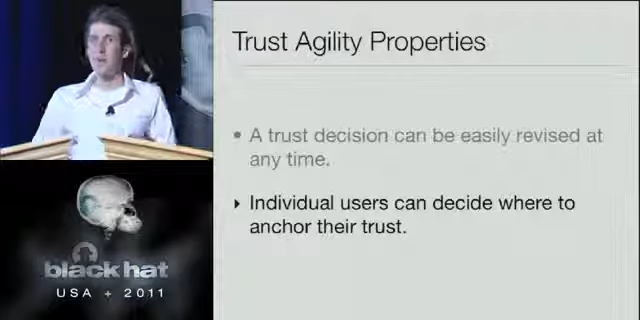 Trust Agility Properties
• A trust decision can be easily revised at
any time.
‣ Individual users can decide where to
anchor their trust.
black hat
USA + 2011